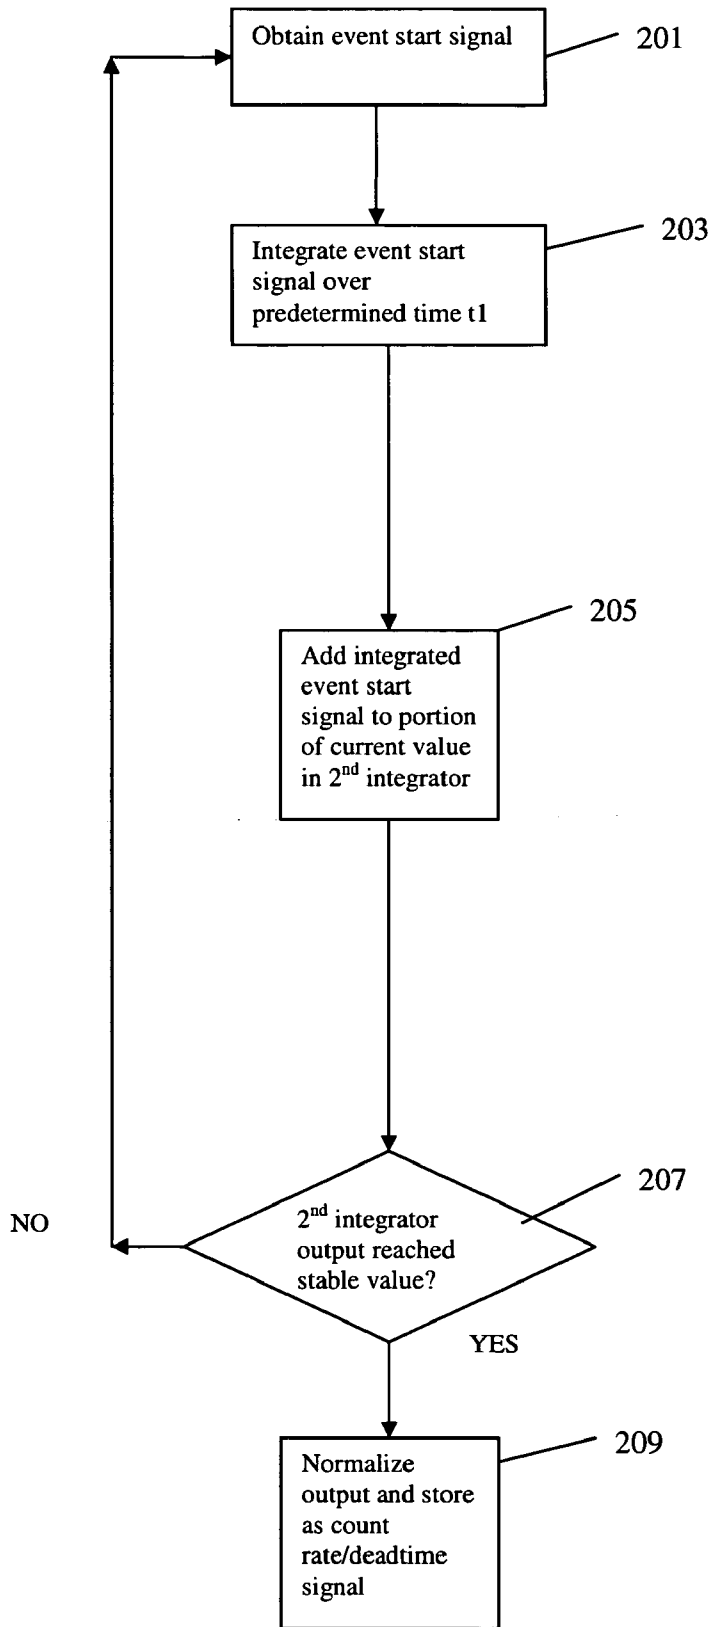 Obtain event start signal
201
203
Integrate event start
signal over
predetermined time t1
205
Add integrated
event start
signal to portion
of current value
in 2nd integrator
207
NO
2nd integrator
output reached
stable value?
YES
209
Normalize
output and store
as count
rate/deadtime
signal